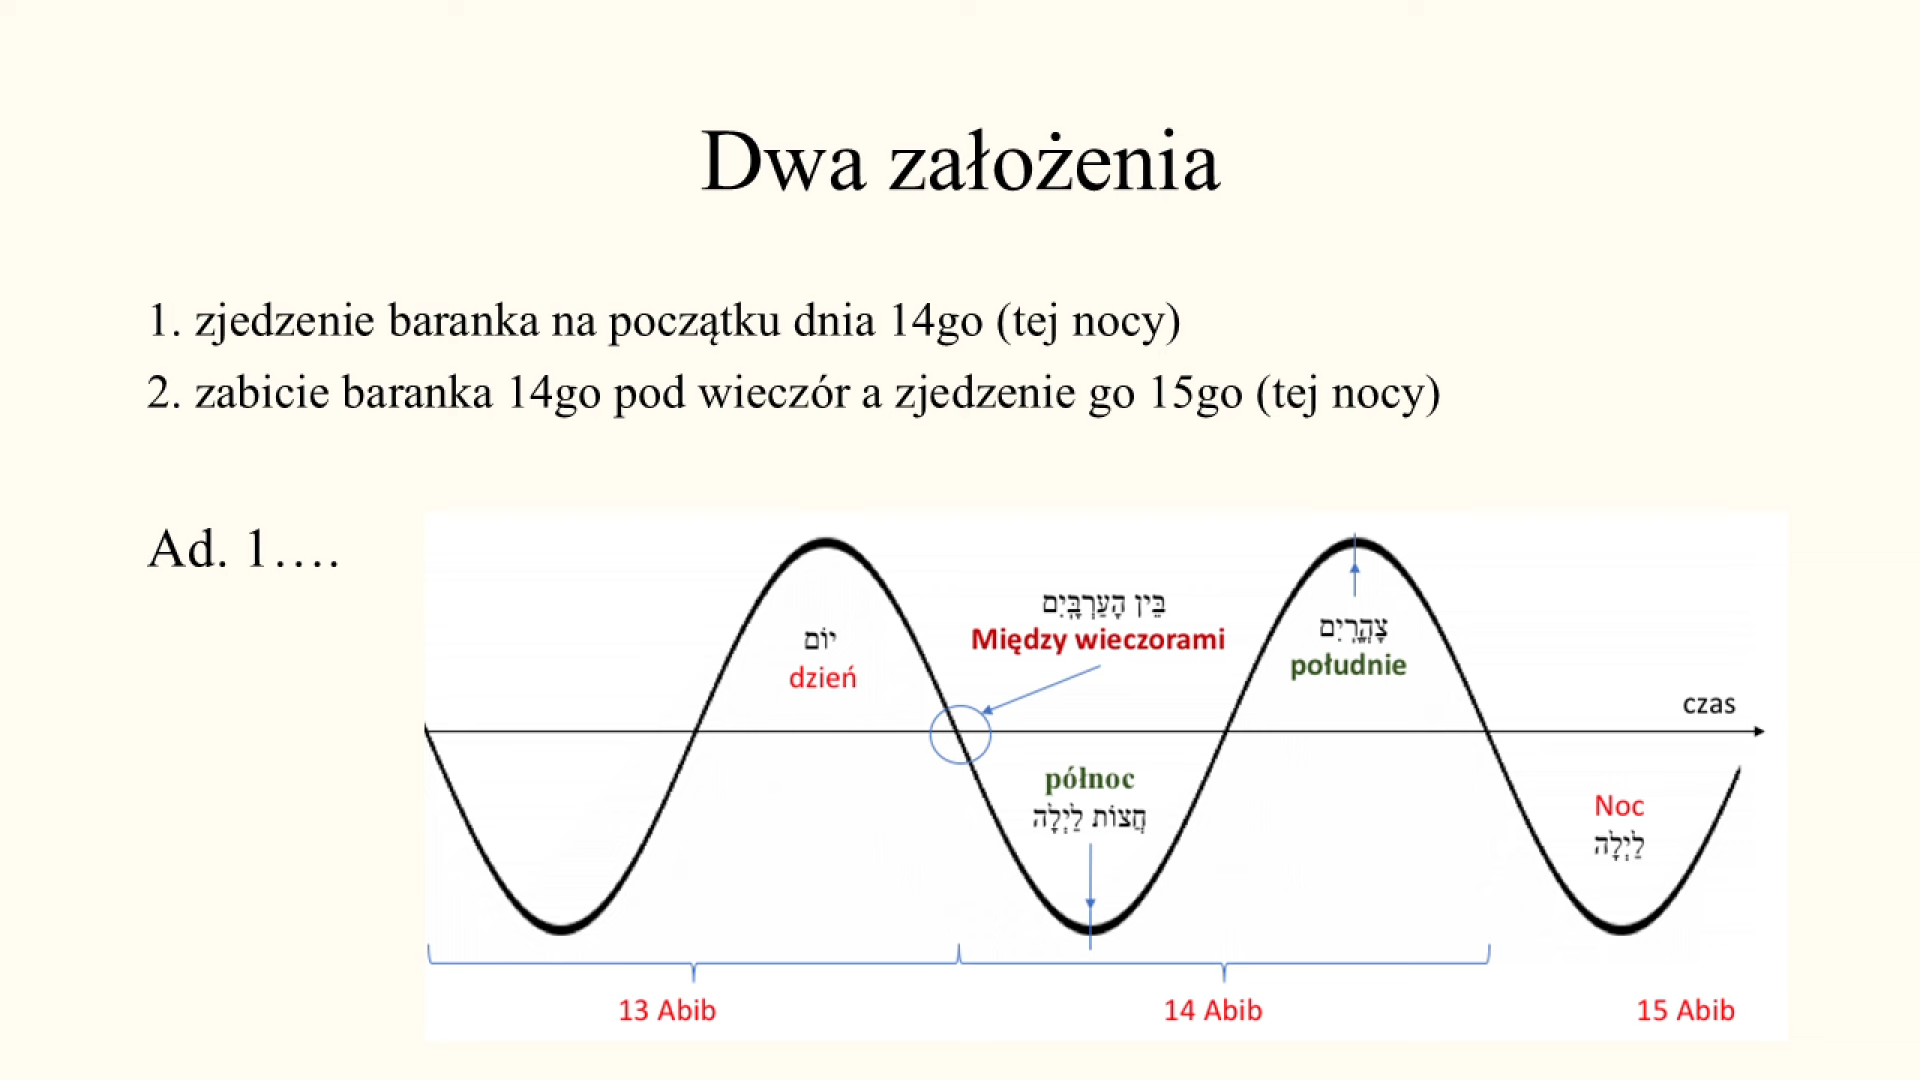 Dwa założenia
1. zjedzenie baranka na początku dnia 14go (tej nocy)
2. zabicie baranka 14go pod wieczór a zjedzenie go 15go (tej nocy)
Ad. 1….
בֵּין הָעַרְבָּיִם
Między wieczorami
יוֹם
dzień
צָהֳרָיִם
południe
czas
północ
חֲצוֹת לַיְלָה
Noc
לַיְלָה
13 Abib
14 Abib
15 Abib